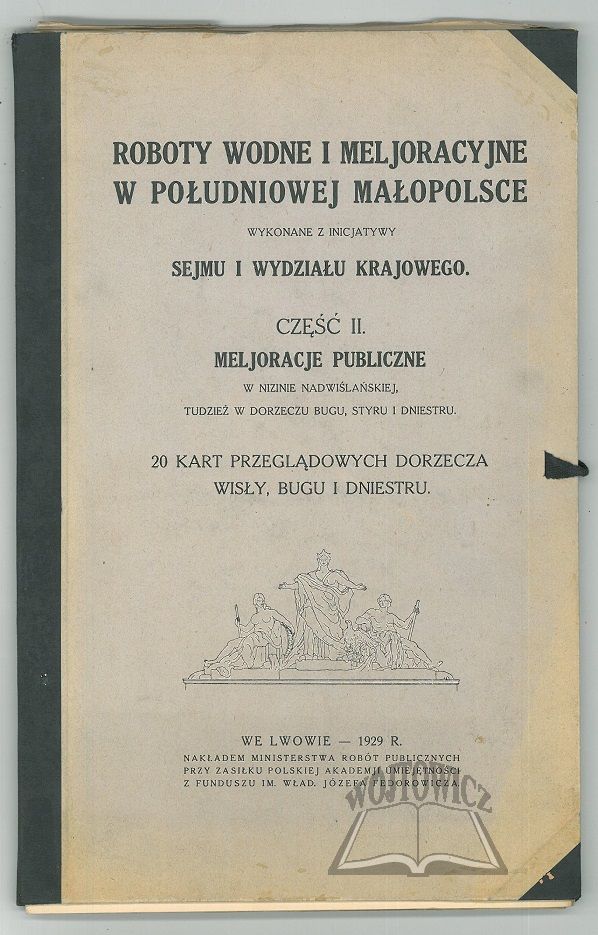 ROBOTY WODNE I MELJORACYJNE
W POŁUDNIOWEJ MAŁOPOLSCE
WYKONANE Z INICJATYWY
SEJMU I WYDZIAŁU KRAJOWEGO.
CZĘŚĆ II.
MELJORACJE PUBLICZNE
W NIZINIE NADWIŚLAŃSKIEJ,
TUDZIEŻ W DORZECZU BUGU, STYRU I DNIESTRU.
20 KART PRZEGLĄDOWYCH DORZECZA
WISŁY, BUGU I DNIESTRU.
WE LWOWIE — 1929 R.
NAKŁADEM MINISTERSTWA ROBÓT PUBLICZNYCH
PRZY ZASIŁKU POLSKIEJ AKADEMJI UMIEJĘTNOŚCI
Z FUNDUSZU IM. WŁAD. JÓZEFA FEDOROWICZA.
WÓJTOWICZ